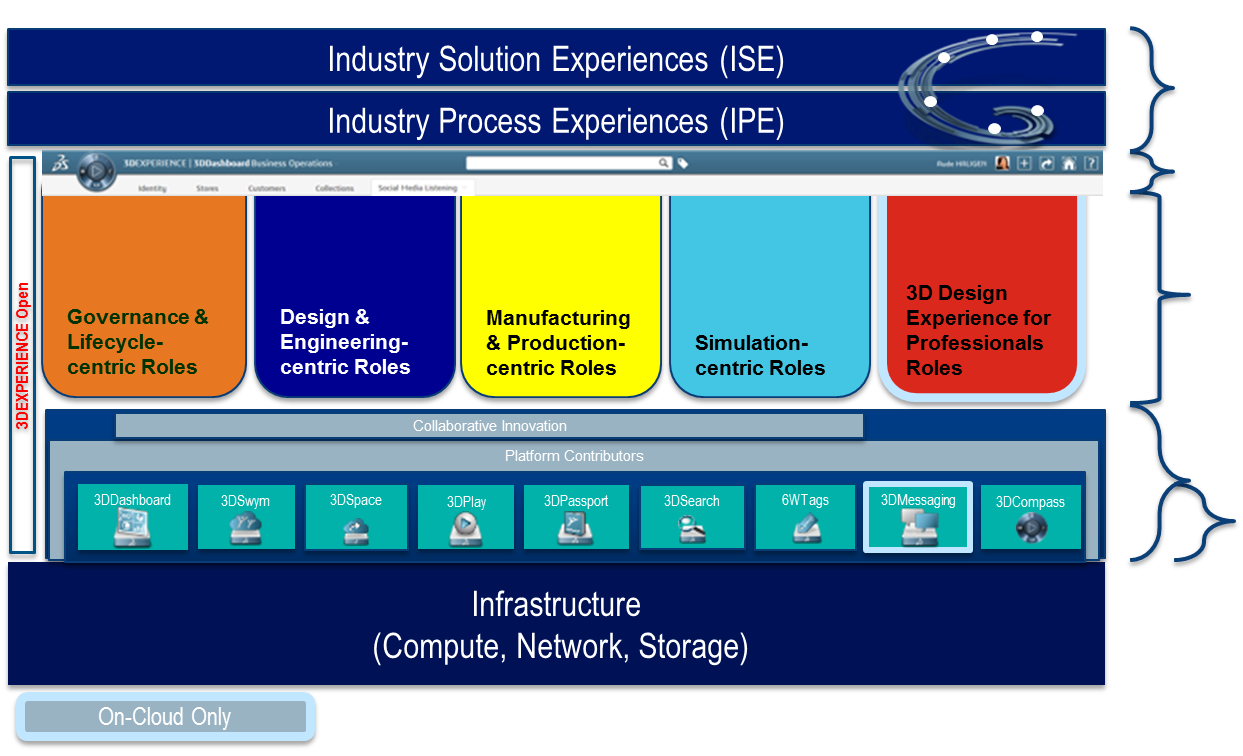 Industry Solution Experiences (ISE)
Industry Process Experiences (IPE)
3DEXPERIENCE | 3DDashboard Business Operations
Identity Stores Customers Collections Social Media Listening
3DEXPERIENCE Open
Governance &
Lifecycle-
centric Roles
Design &
Engineering-
centric Roles
Manufacturing
& Production-
centric Roles
Simulation-
centric Roles
3D Design
Experience for
Professionals
Roles
Collaborative Innovation
Platform Contributors
3DDashboard
3DSwym
3DSpace
3DPlay
3DPassport
3DSearch
6WTags
3DMessaging
3DCompass
Infrastructure
(Compute, Network, Storage)
On-Cloud Only